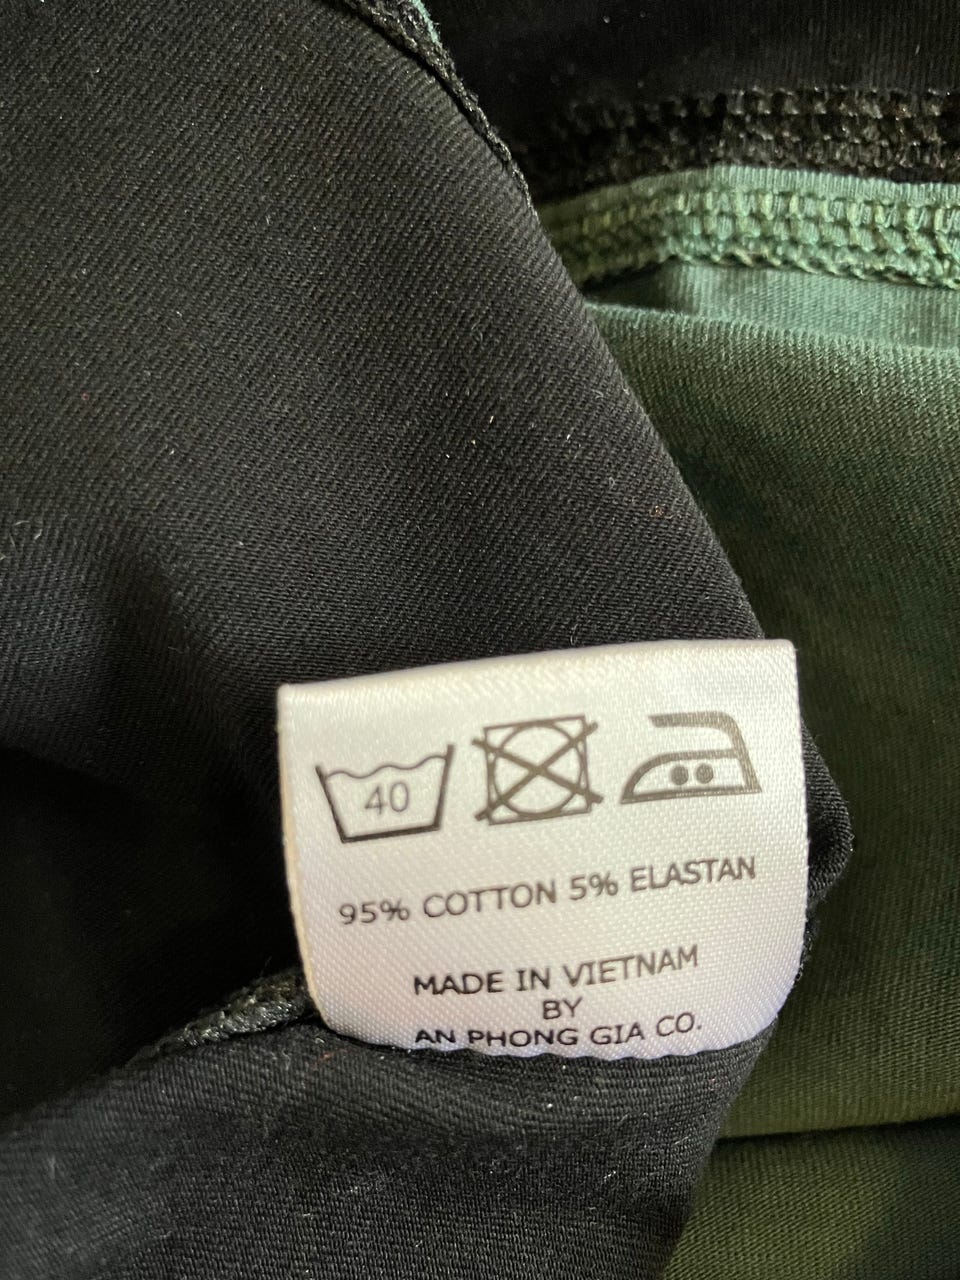 40
95% COTTON 5% ELASTAN
MADE IN VIETNAM
BY
AN PHONG GIA CO.